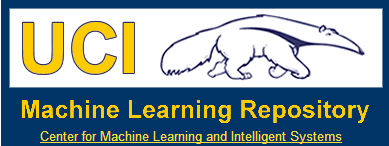 UCI
Machine Learning Repository
Center for Machine Learning and Intelligent Systems